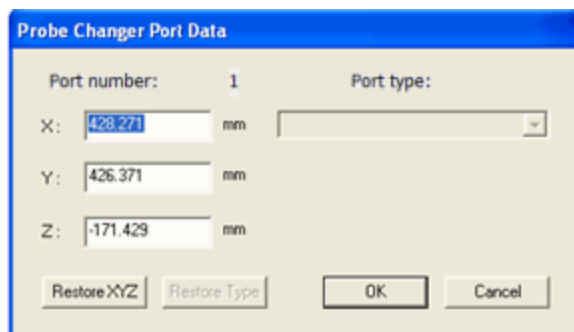 Probe Changer Port Data
Port number: 1 Port type:
X: 428.271 mm
Y: 426.371 mm
Z: -171.429 mm
Restore XYZ Restore Type OK Cancel